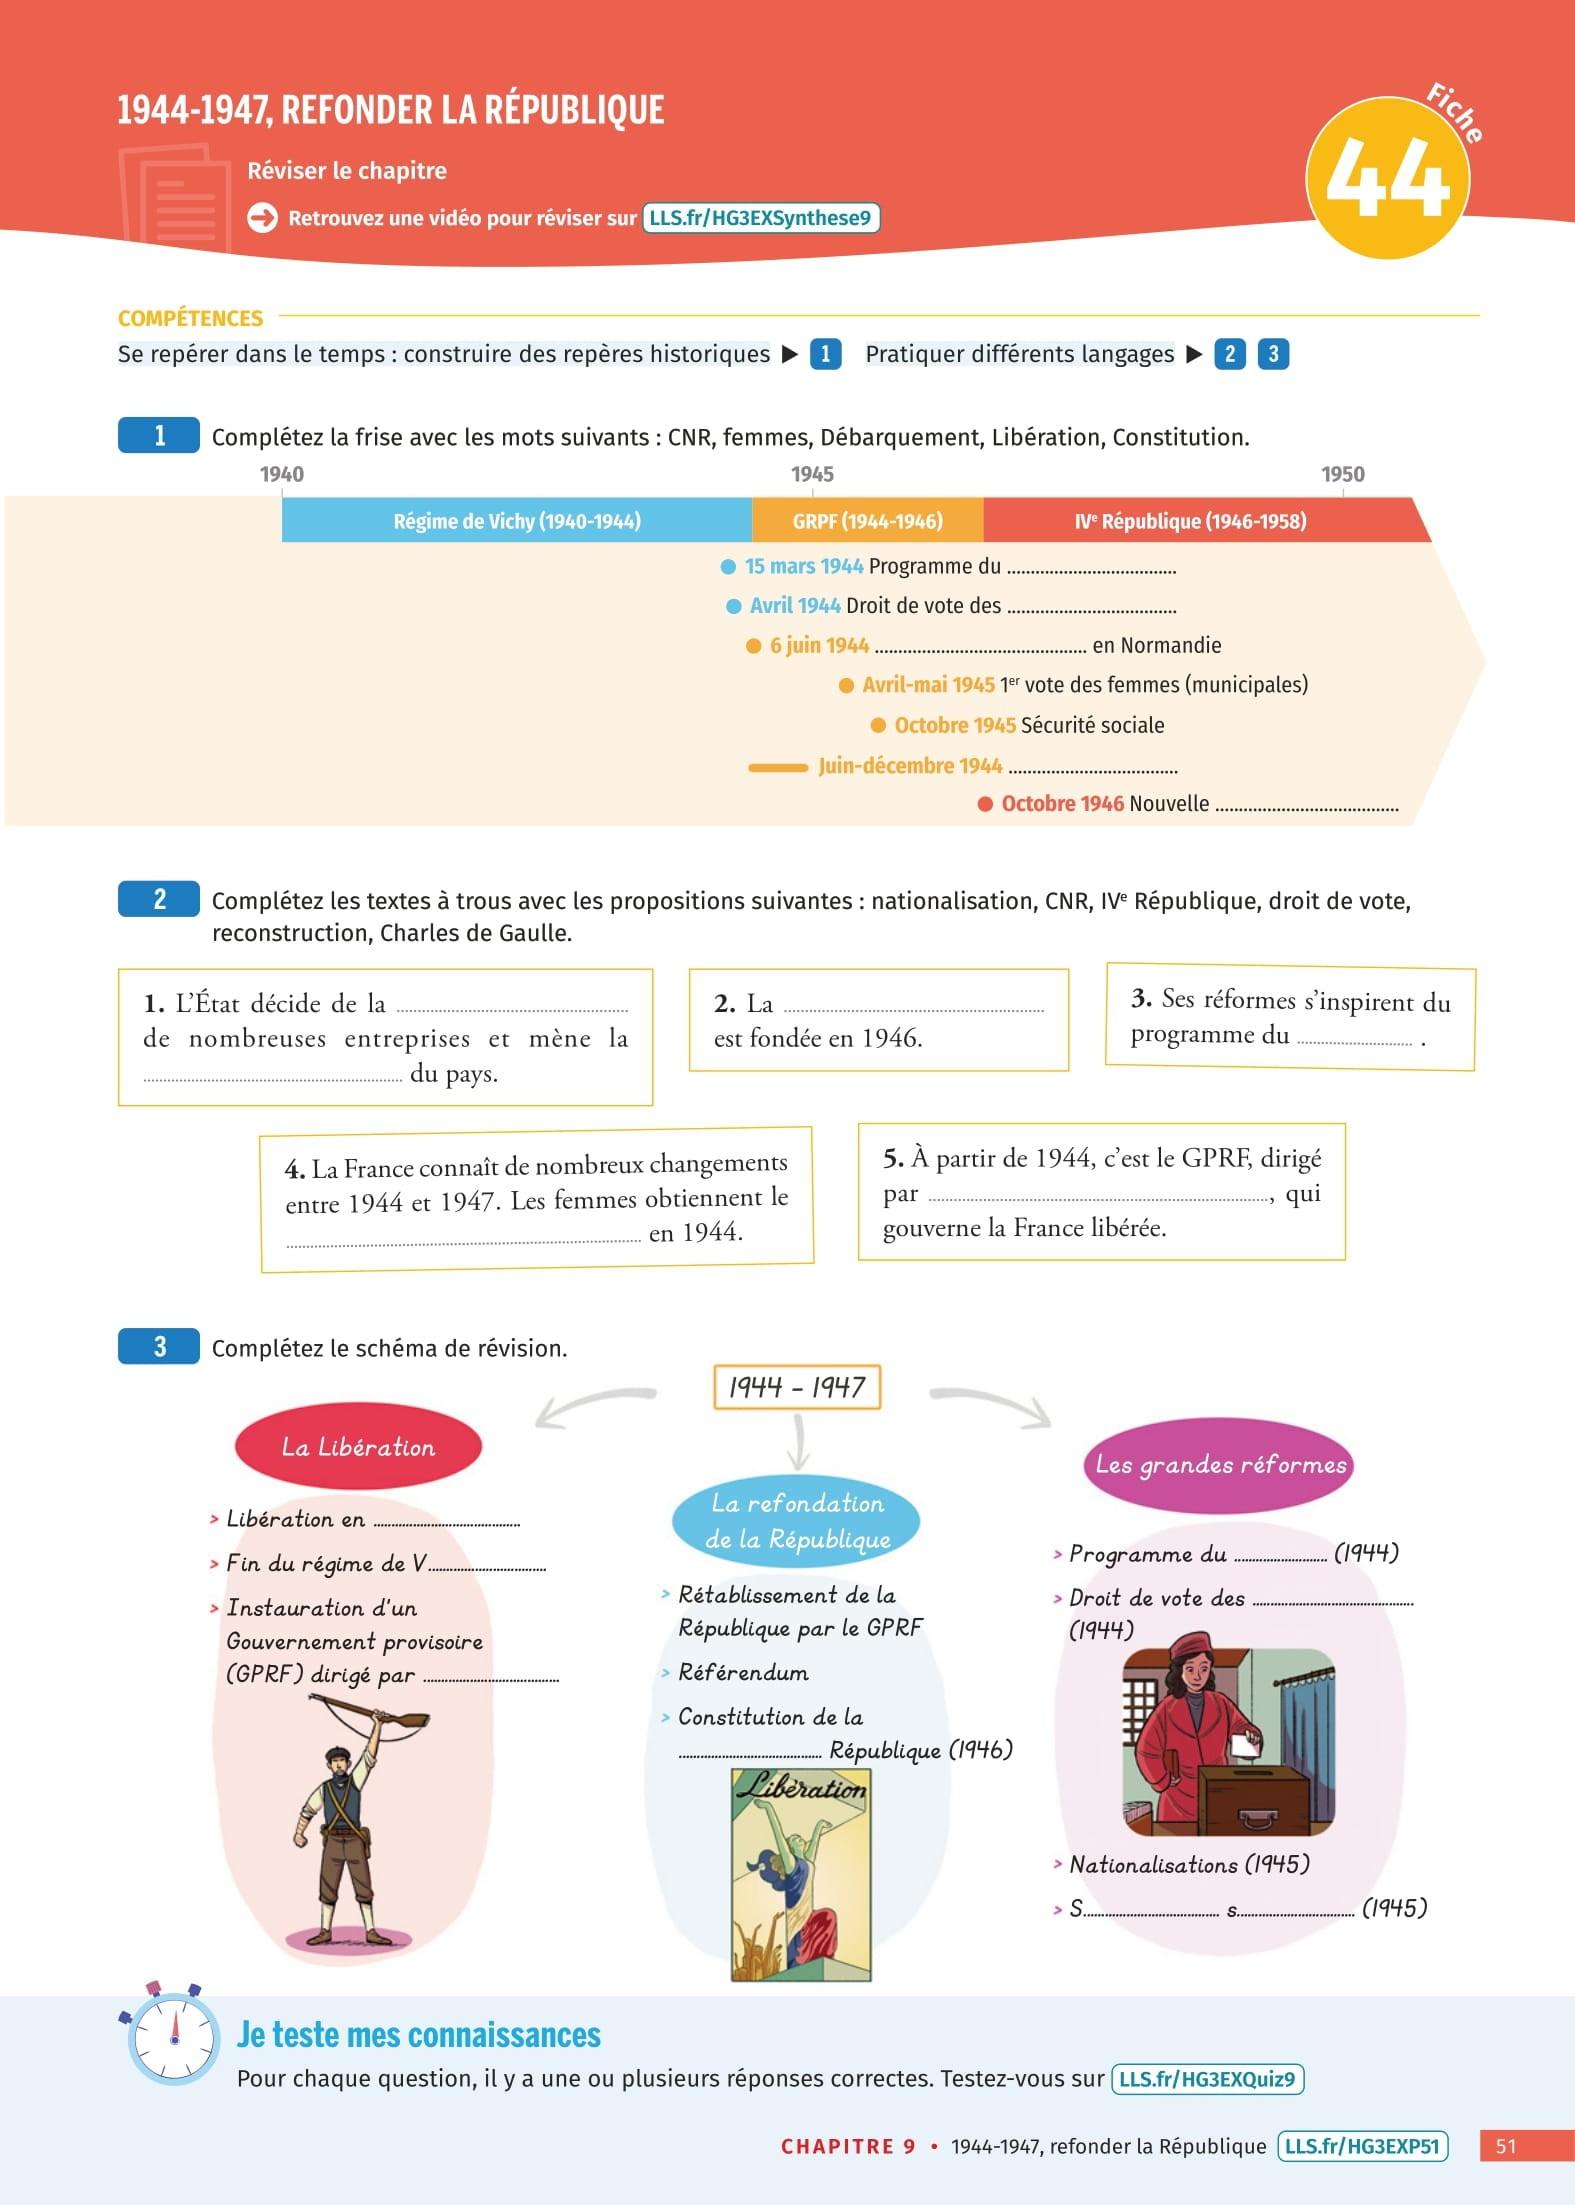 1944-1947, REFONDER LA RÉPUBLIQUE
Fiche
44
Réviser le chapitre
Retrouvez une vidéo pour réviser sur LLS.fr/HG3EXSynthese9
COMPÉTENCES
Se repérer dans le temps : construire des repères historiques ▶ 1 Pratiquer différents langages ▶ 2 3
1 Complétez la frise avec les mots suivants : CNR, femmes, Débarquement, Libération, Constitution.
1940 1945 1950
Régime de Vichy (1940-1944) GRPF (1944-1946) IVe République (1946-1958)
15 mars 1944 Programme du ....................................
Avril 1944 Droit de vote des ....................................
6 juin 1944 ............................................. en Normandie
Avril-mai 1945 1er vote des femmes (municipales)
Octobre 1945 Sécurité sociale
Juin-décembre 1944 ....................................
Octobre 1946 Nouvelle .......................................
2 Complétez les textes à trous avec les propositions suivantes : nationalisation, CNR, IVe République, droit de vote,
reconstruction, Charles de Gaulle.
1. L'État décide de la ..........................................
de nombreuses entreprises et mène la
............................................... du pays.
2. La ...............................................
est fondée en 1946.
3. Ses réformes s'inspirent du
programme du ..................... .
4. La France connaît de nombreux changements
entre 1944 et 1947. Les femmes obtiennent le
................................................................ en 1944.
5. À partir de 1944, c'est le GPRF, dirigé
par .............................................................., qui
gouverne la France libérée.
3 Complétez le schéma de révision.
1944 - 1947
La Libération
> Libération en ........................................
> Fin du régime de V................................
> Instauration d'un
Gouvernement provisoire
(GPRF) dirigé par .....................................
La refondation
de la République
> Rétablissement de la
République par le GPRF
> Référendum
> Constitution de la
....................................... République (1946)
Libération
Les grandes réformes
> Programme du ......................... (1944)
> Droit de vote des ............................................
(1944)
> Nationalisations (1945)
> S..................................... s................................ (1945)
Je teste mes connaissances
Pour chaque question, il y a une ou plusieurs réponses correctes. Testez-vous sur LLS.fr/HG3EXQuiz9
CHAPITRE 9 • 1944-1947, refonder la République LLS.fr/HG3EXP51 51